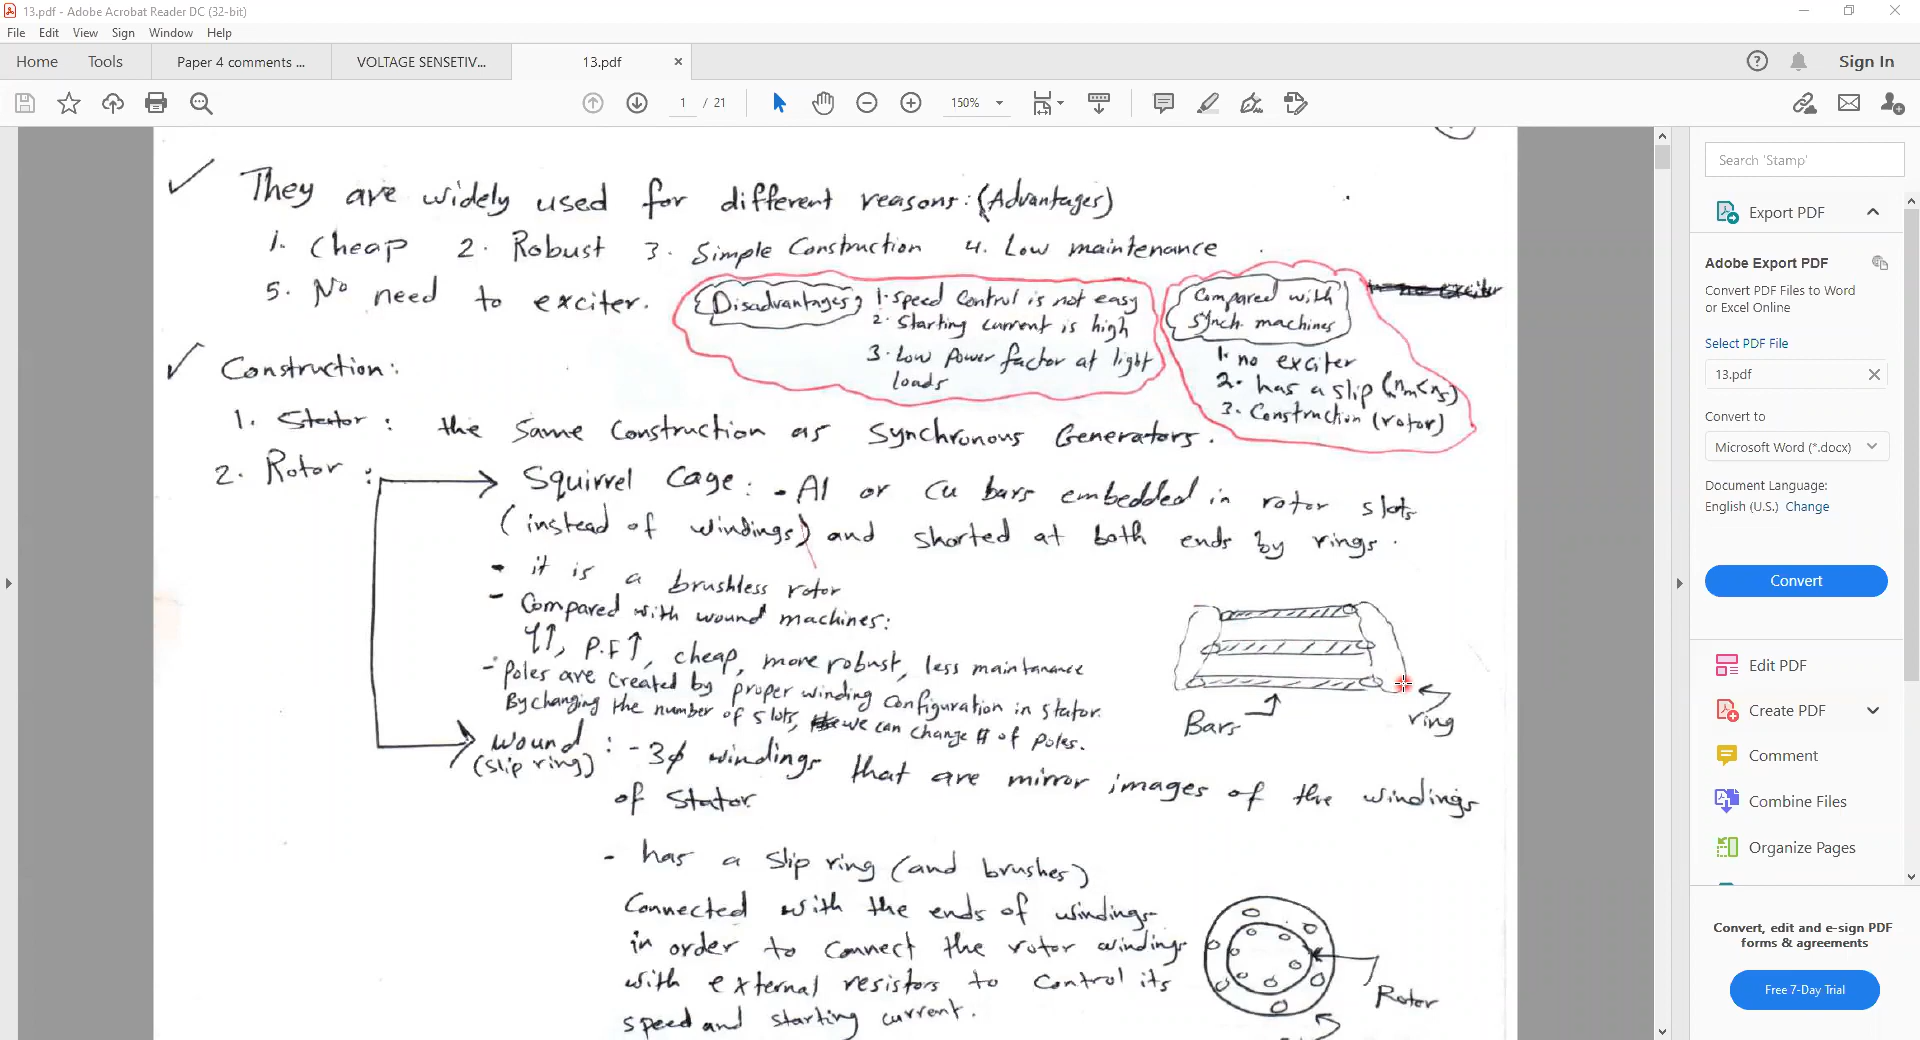 13.pdf - Adobe Acrobat Reader DC (32-bit)
File Edit View Sign Window Help
Home Tools Paper 4 comments ... VOLTAGE SENSETIV... 13.pdf × Sign In
1 / 21 150%
They are widely used for different reasons: (Advantages)
1. Cheap 2. Robust 3. Simple Construction 4. Low maintenance
5. No need to exciter.
Disadvantages
1. Speed Control is not easy
2. Starting current is high
3. Low Power factor at light
loads
Compared with
Synch. machines
1. no exciter
2. has a slip (nm<ns)
3. Construction (rotor)
Construction:
1. Stator : the Same Construction as Synchronous Generators.
2. Rotor : Squirrel Cage: - Al or Cu bars embedded in rotor slots
(instead of windings) and shorted at both ends by rings.
- it is a brushless rotor
- Compared with wound machines:
η↑, P.F↑, cheap, more robust, less maintanance
- Poles are created by proper winding configuration in stator.
By changing the number of slots, we can change # of poles.
Bars
ring
wound : - 3φ windings that are mirror images of the windings
(slip ring)
of Stator
- has a slip ring (and brushes)
Connected with the ends of windings
in order to connect the rotor windings
with external resistors to control its
speed and starting current.
Rotor
Search 'Stamp'
Export PDF
Adobe Export PDF
Convert PDF Files to Word
or Excel Online
Select PDF File
13.pdf ×
Convert to
Microsoft Word (*.docx)
Document Language:
English (U.S.) Change
Convert
Edit PDF
Create PDF
Comment
Combine Files
Organize Pages
Convert, edit and e-sign PDF
forms & agreements
Free 7-Day Trial